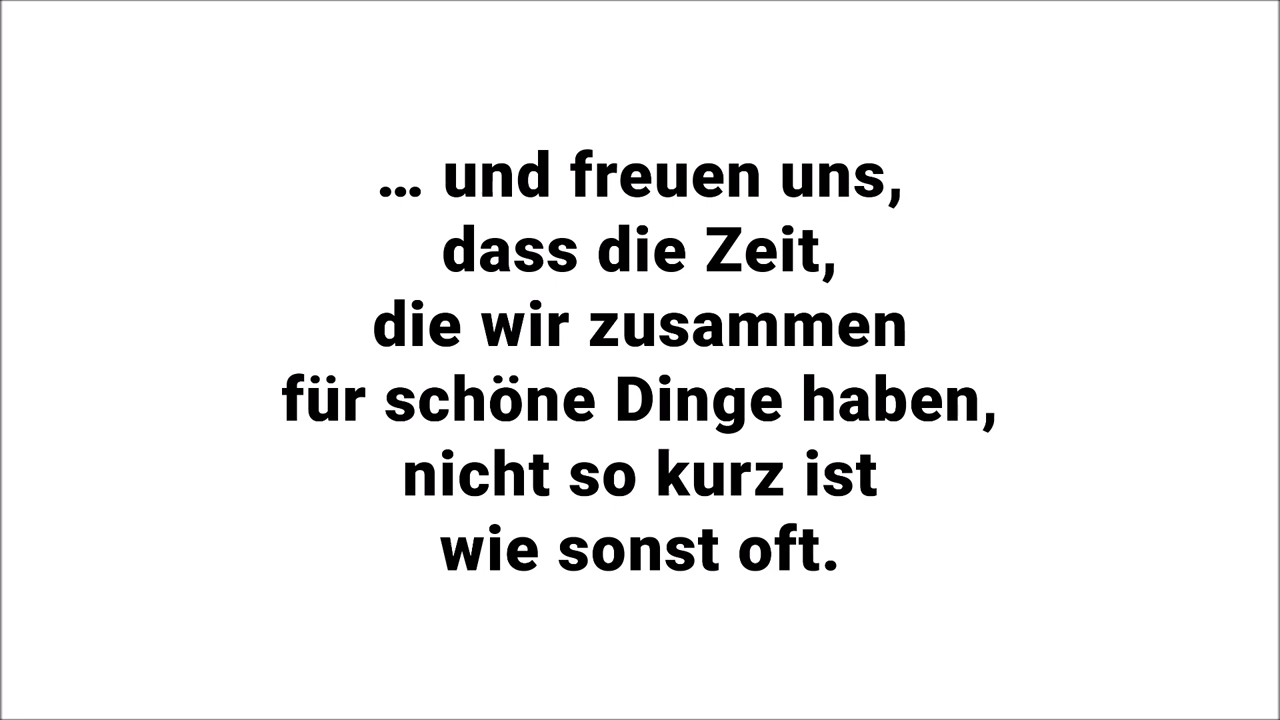 … und freuen uns,
dass die Zeit,
die wir zusammen
für schöne Dinge haben,
nicht so kurz ist
wie sonst oft.